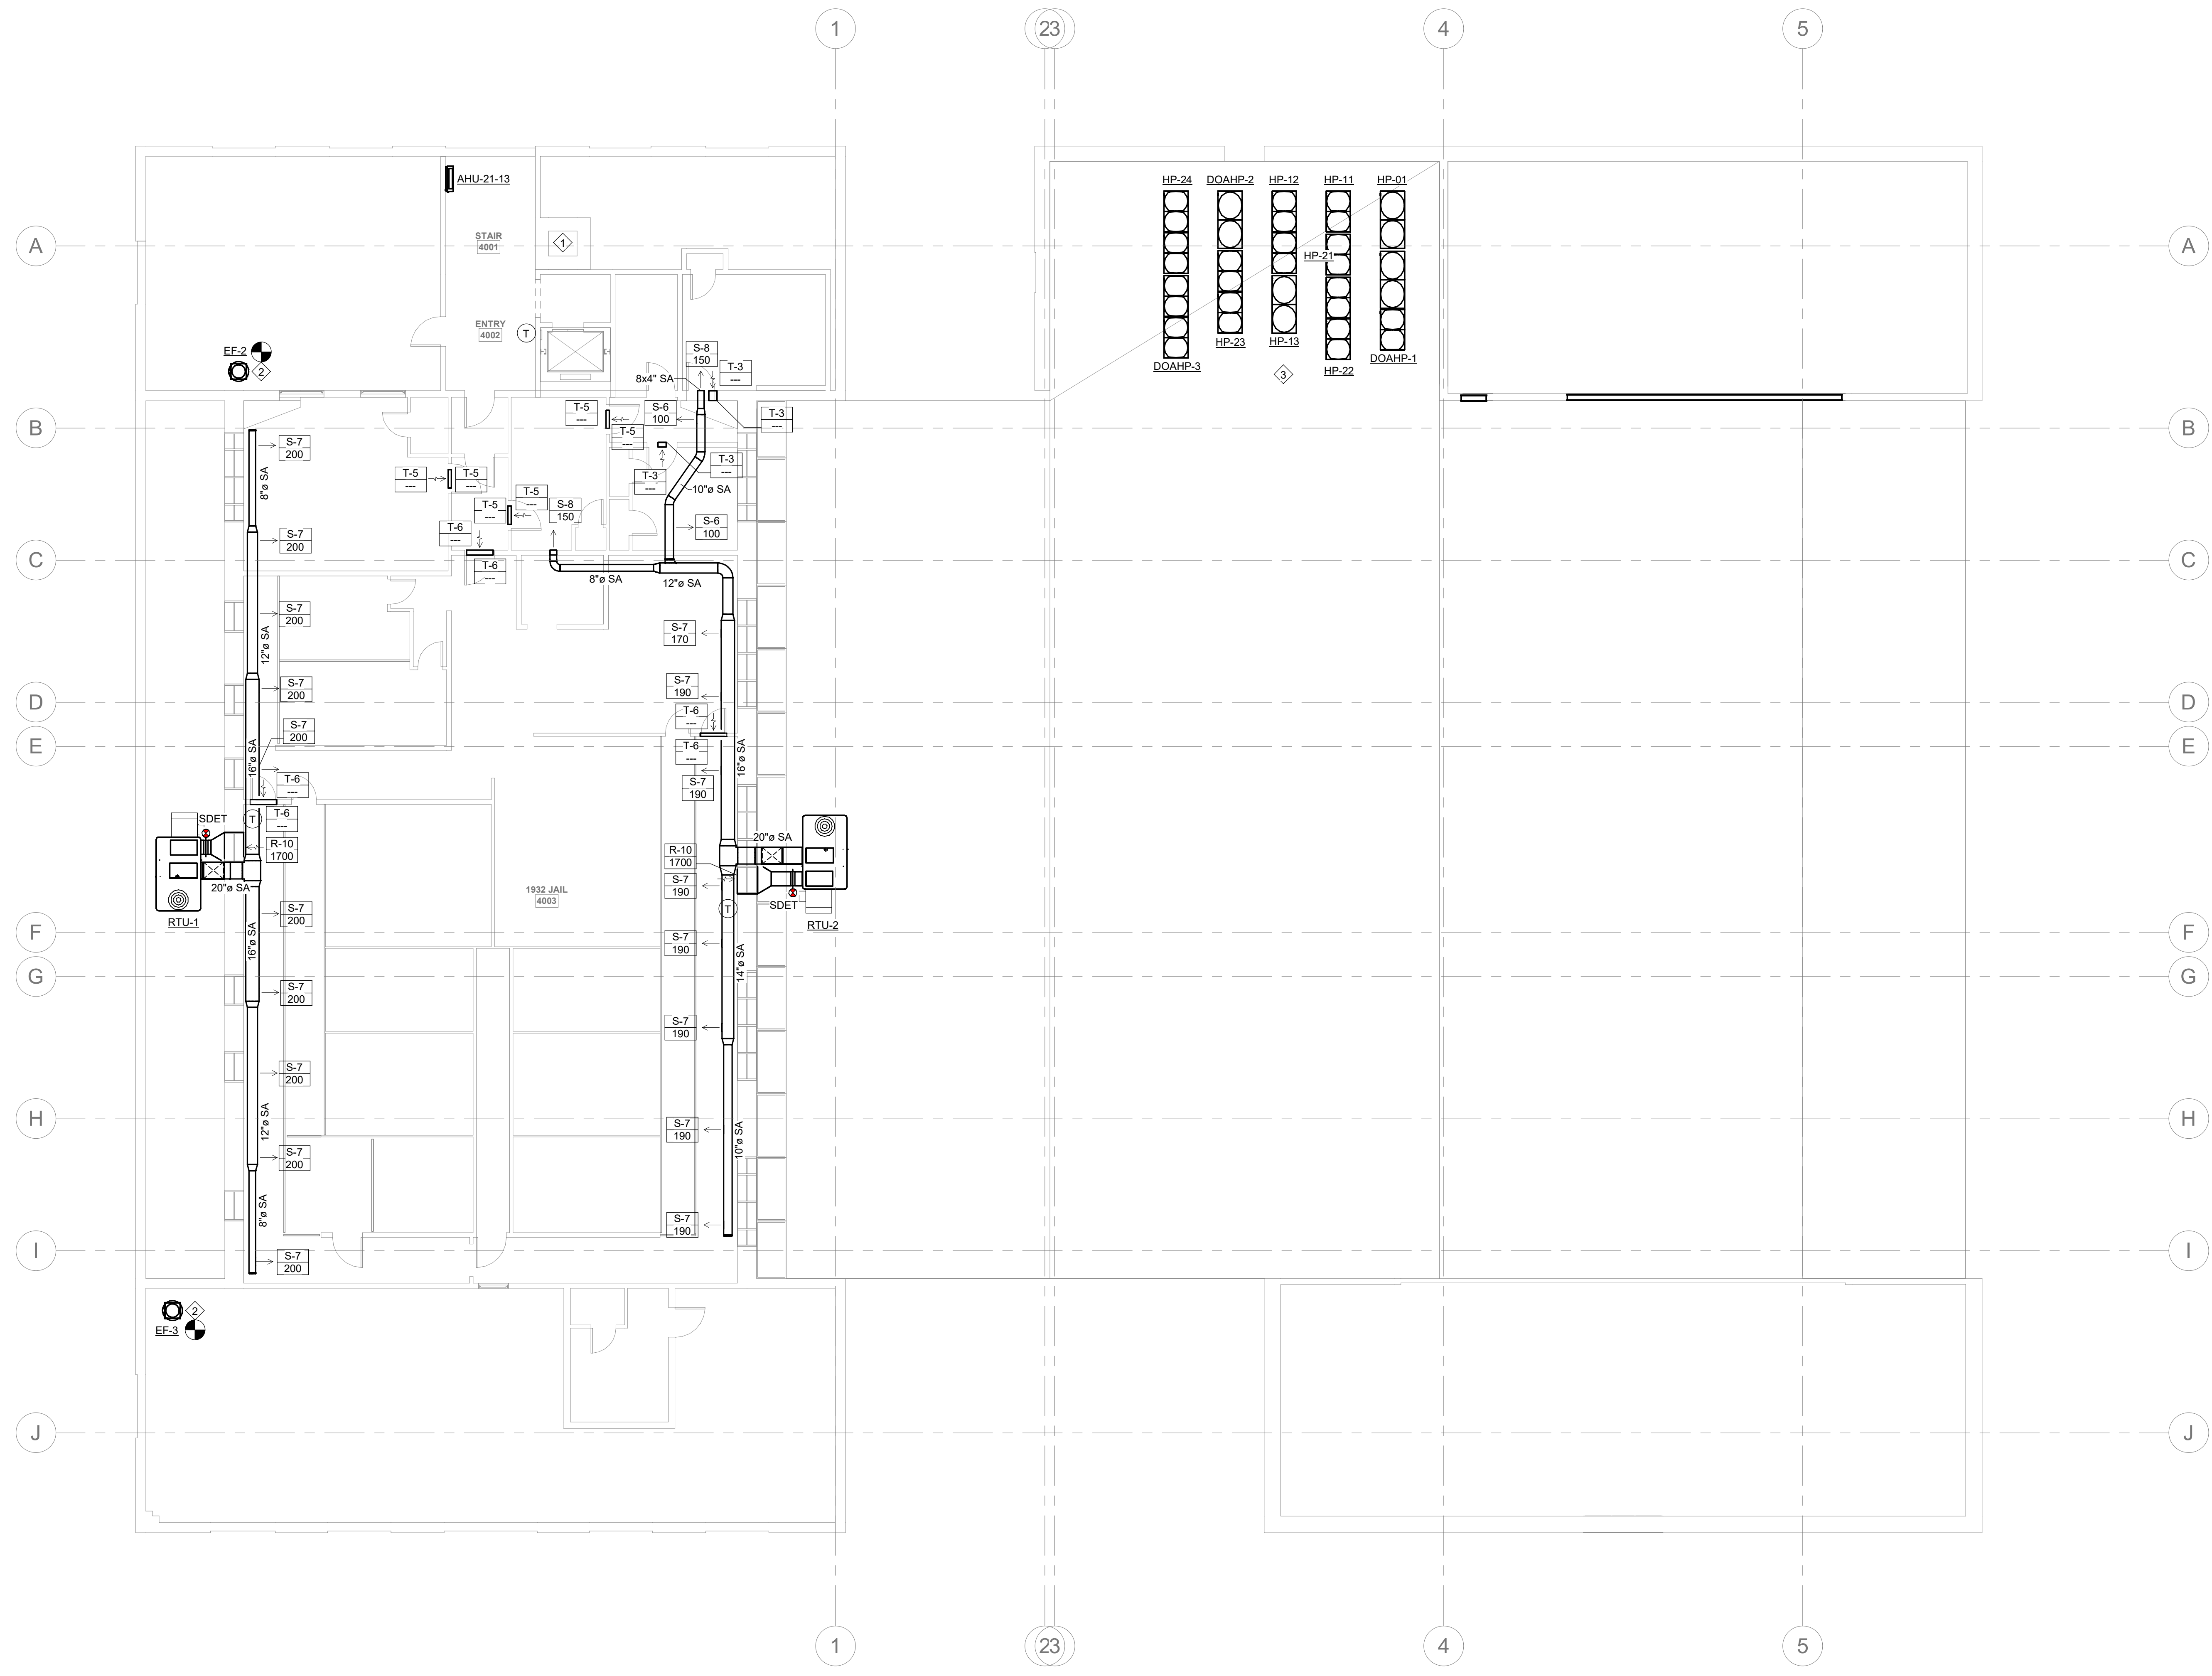 1
2
3
4
5
AHU-21-13
HP-24
DOAHP-2
HP-12
HP-11
HP-01
A
STAIR
4001
1
A
HP-21
ENTRY
4002
T
HP-23
HP-13
DOAHP-3
HP-22
DOAHP-1
3
EF-2
2
S-8
150
T-3
---
8x4" SA
T-5
---
S-6
100
T-3
---
B
T-5
---
B
S-7
200
8"ø SA
T-5
---
T-5
---
T-3
---
T-3
---
10"ø SA
T-5
---
T-5
---
S-8
150
S-6
100
T-6
---
S-7
200
C
T-6
---
C
8"ø SA
12"ø SA
S-7
200
12"ø SA
S-7
170
S-7
200
S-7
190
D
D
T-6
---
S-7
200
E
16"ø SA
T-6
---
16"ø SA
E
T-6
---
S-7
190
T-6
---
T
SDET
R-10
1700
20"ø SA
R-10
1700
20"ø SA
1932 JAIL
4003
S-7
190
SDET
T
RTU-1
RTU-2
S-7
200
F
F
16"ø SA
S-7
190
14"ø SA
G
G
S-7
200
S-7
190
S-7
200
H
12"ø SA
S-7
190
10"ø SA
H
S-7
200
8"ø SA
S-7
190
I
S-7
200
I
2
EF-3
J
J
1
2
3
4
5